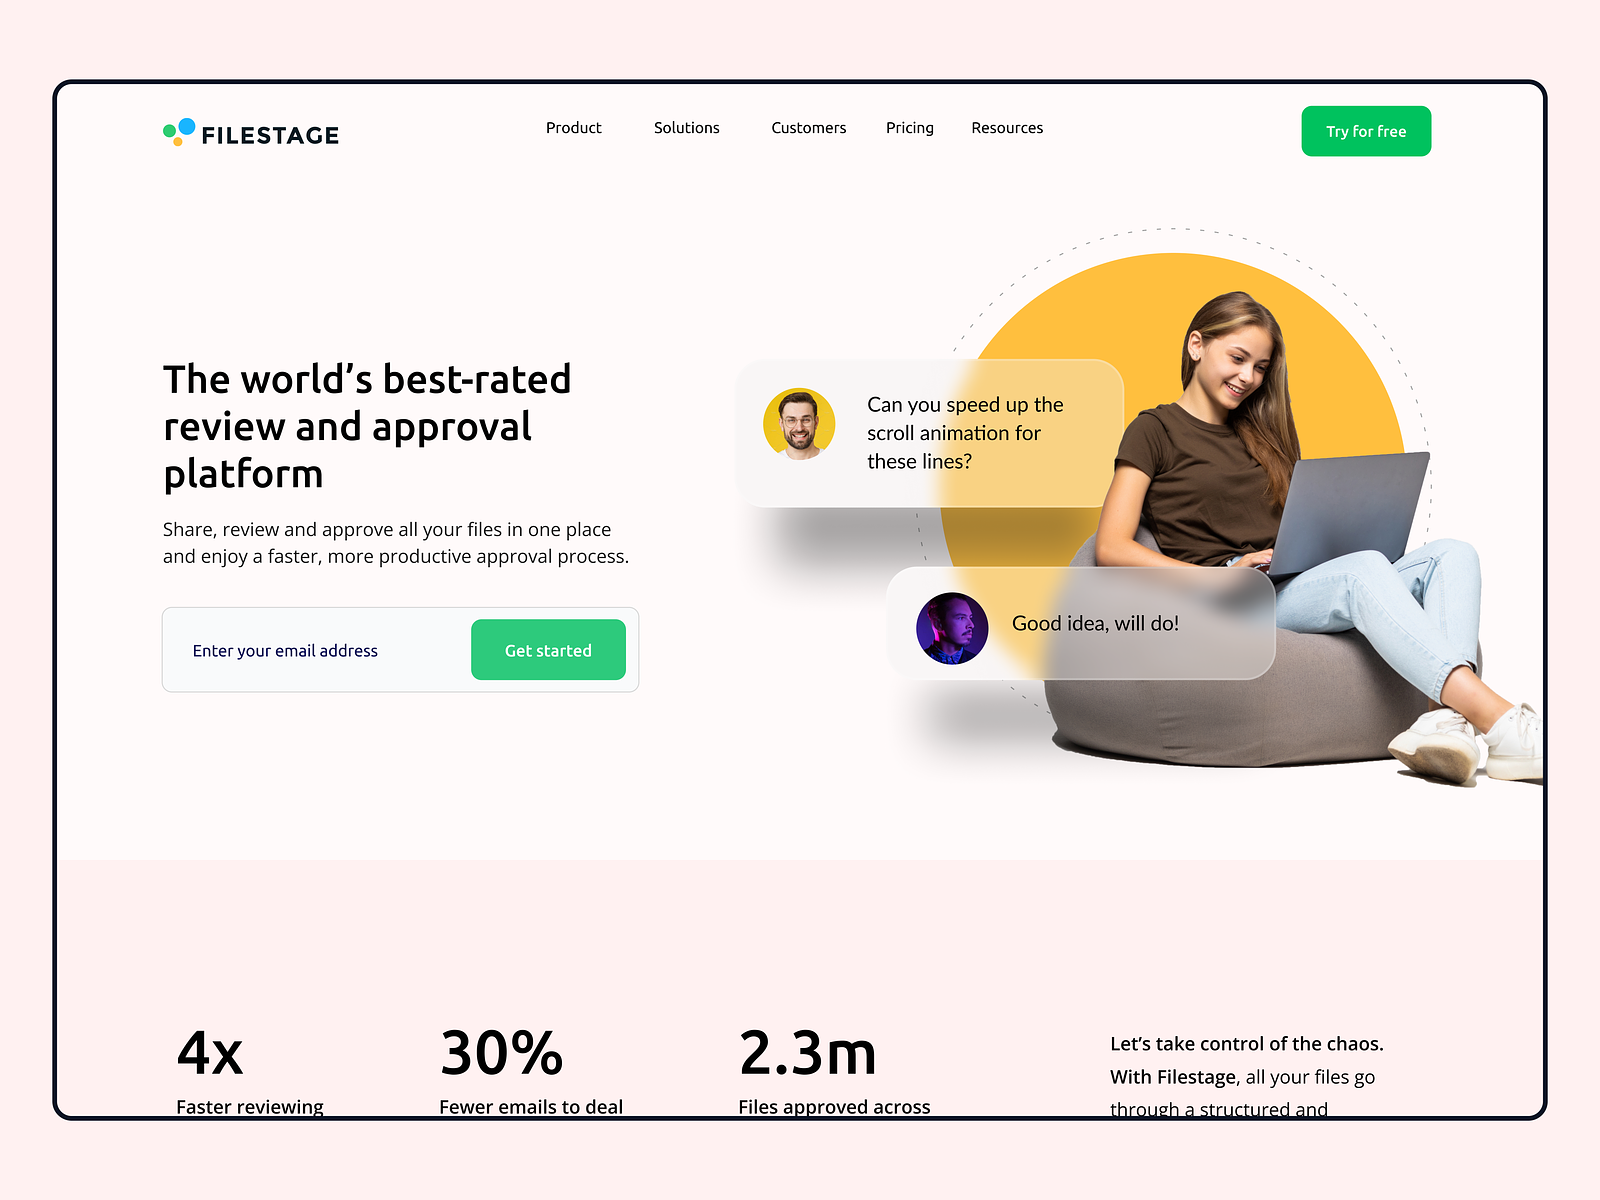 FILESTAGE
Product
Solutions
Customers
Pricing
Resources
Try for free
The world’s best-rated
review and approval
platform
Share, review and approve all your files in one place
and enjoy a faster, more productive approval process.
Enter your email address
Get started
Can you speed up the
scroll animation for
these lines?
Good idea, will do!
4x
Faster reviewing
30%
Fewer emails to deal
2.3m
Files approved across
Let’s take control of the chaos.
With Filestage, all your files go
through a structured and